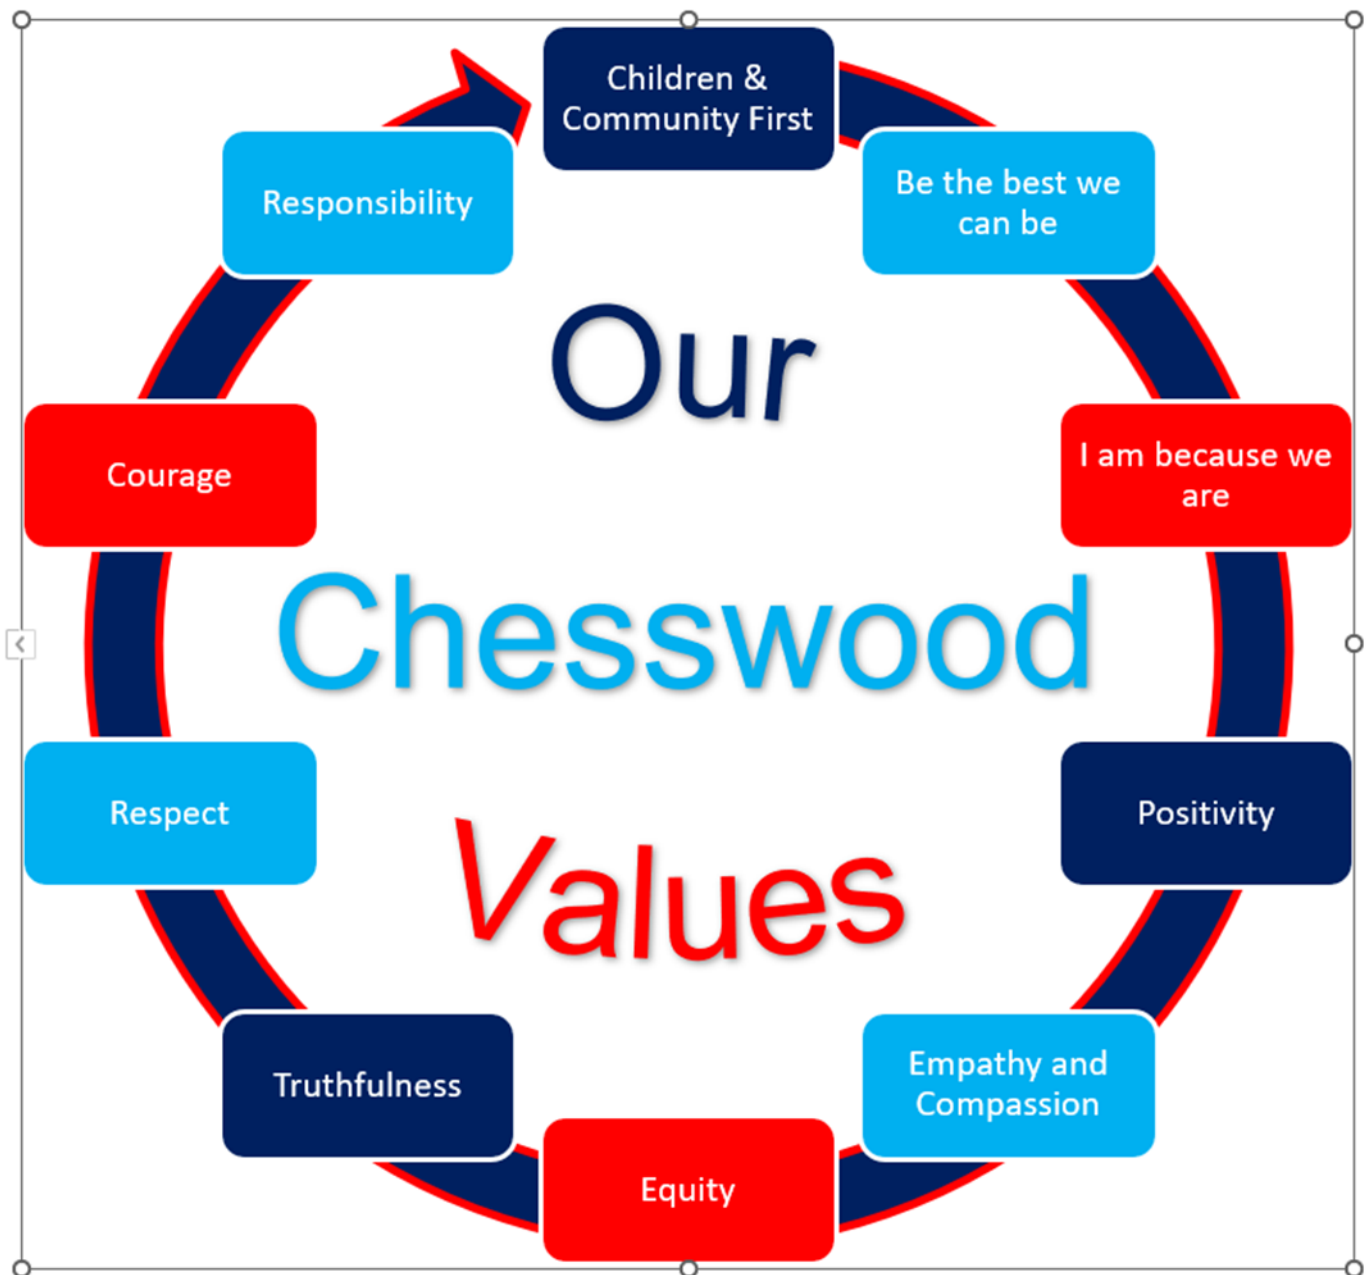 Children &
Community First
Be the best we
can be
I am because we
are
Positivity
Empathy and
Compassion
Equity
Truthfulness
Respect
Courage
Responsibility
Our
Chesswood
Values